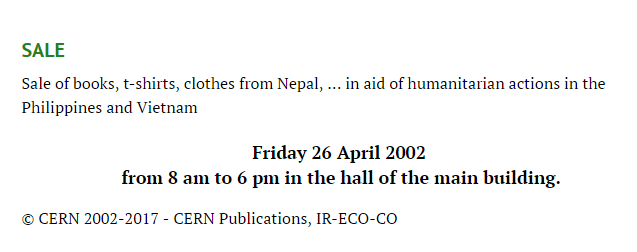 SALE
Sale of books, t-shirts, clothes from Nepal, ... in aid of humanitarian actions in the
Philippines and Vietnam
Friday 26 April 2002
from 8 am to 6 pm in the hall of the main building.
© CERN 2002-2017 - CERN Publications, IR-ECO-CO